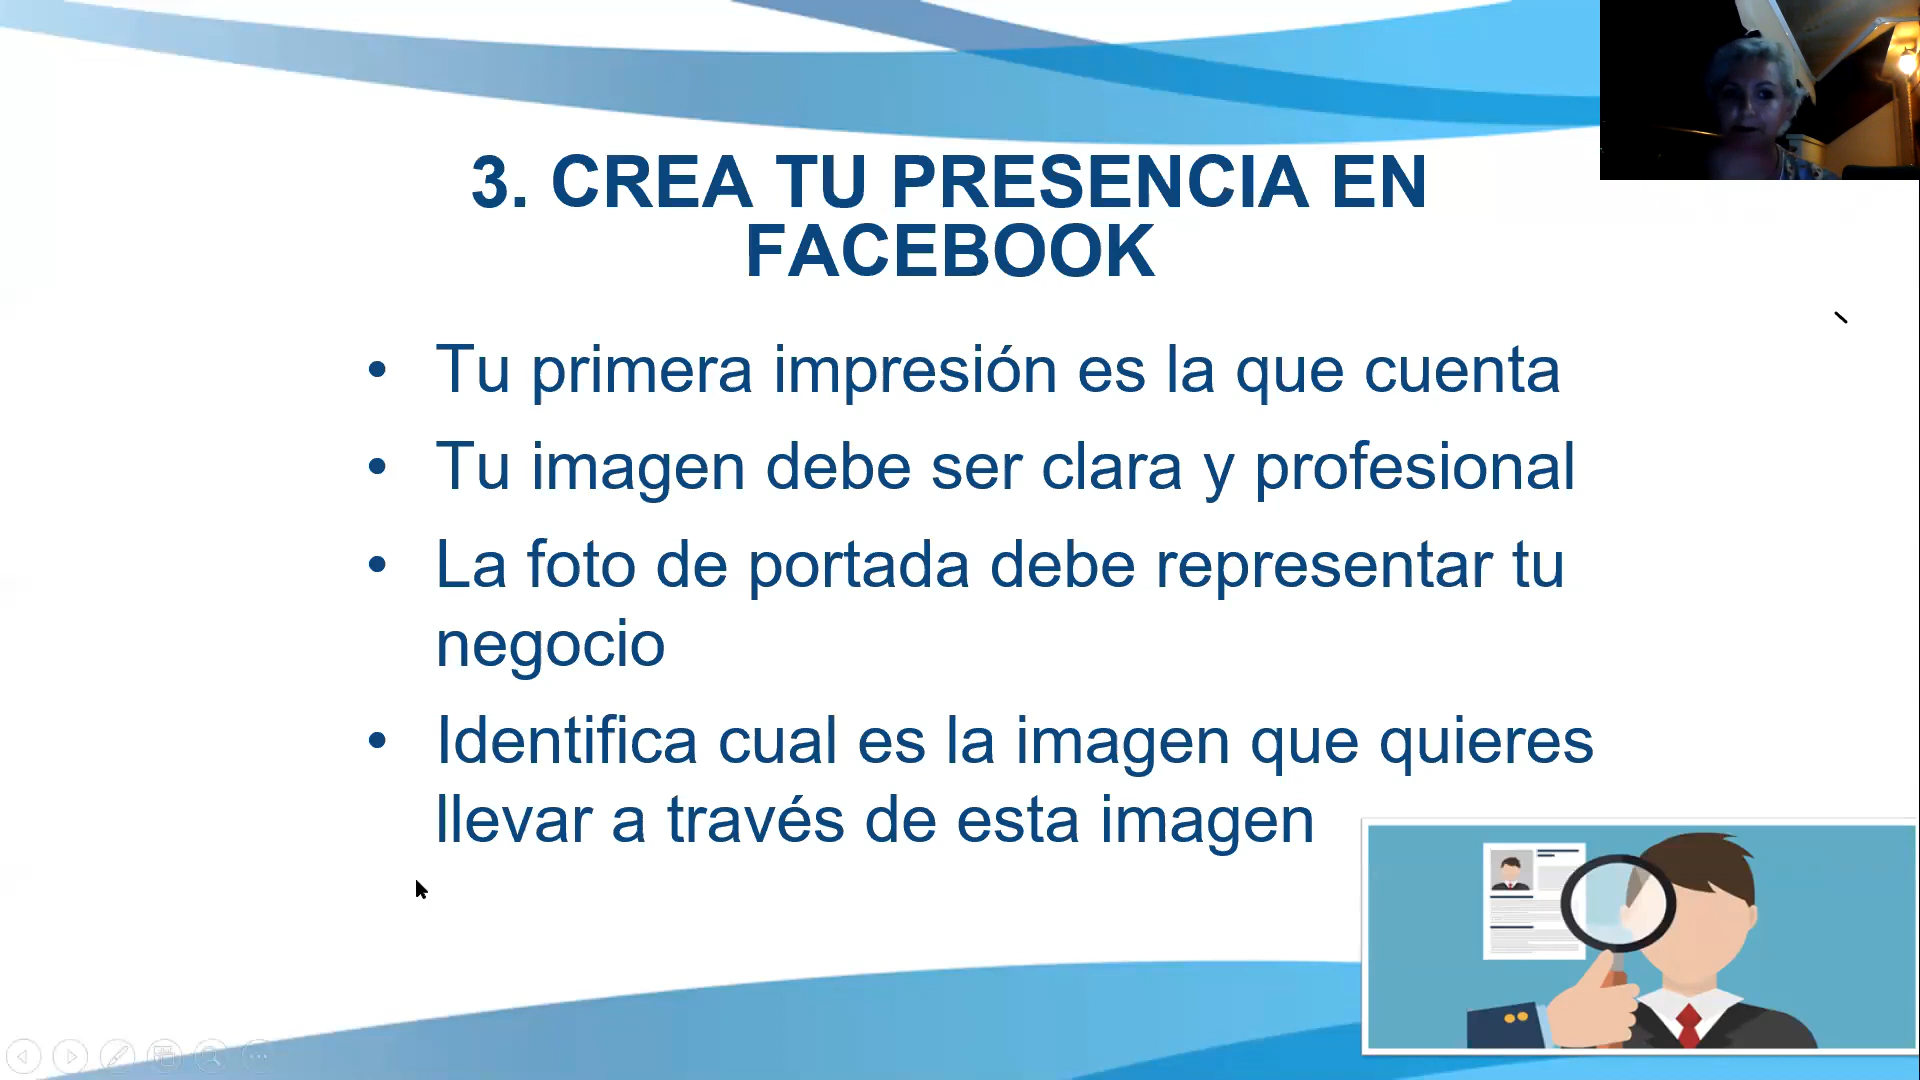 3. CREA TU PRESENCIA EN
FACEBOOK
• Tu primera impresión es la que cuenta
• Tu imagen debe ser clara y profesional
• La foto de portada debe representar tu
negocio
• Identifica cual es la imagen que quieres
llevar a través de esta imagen